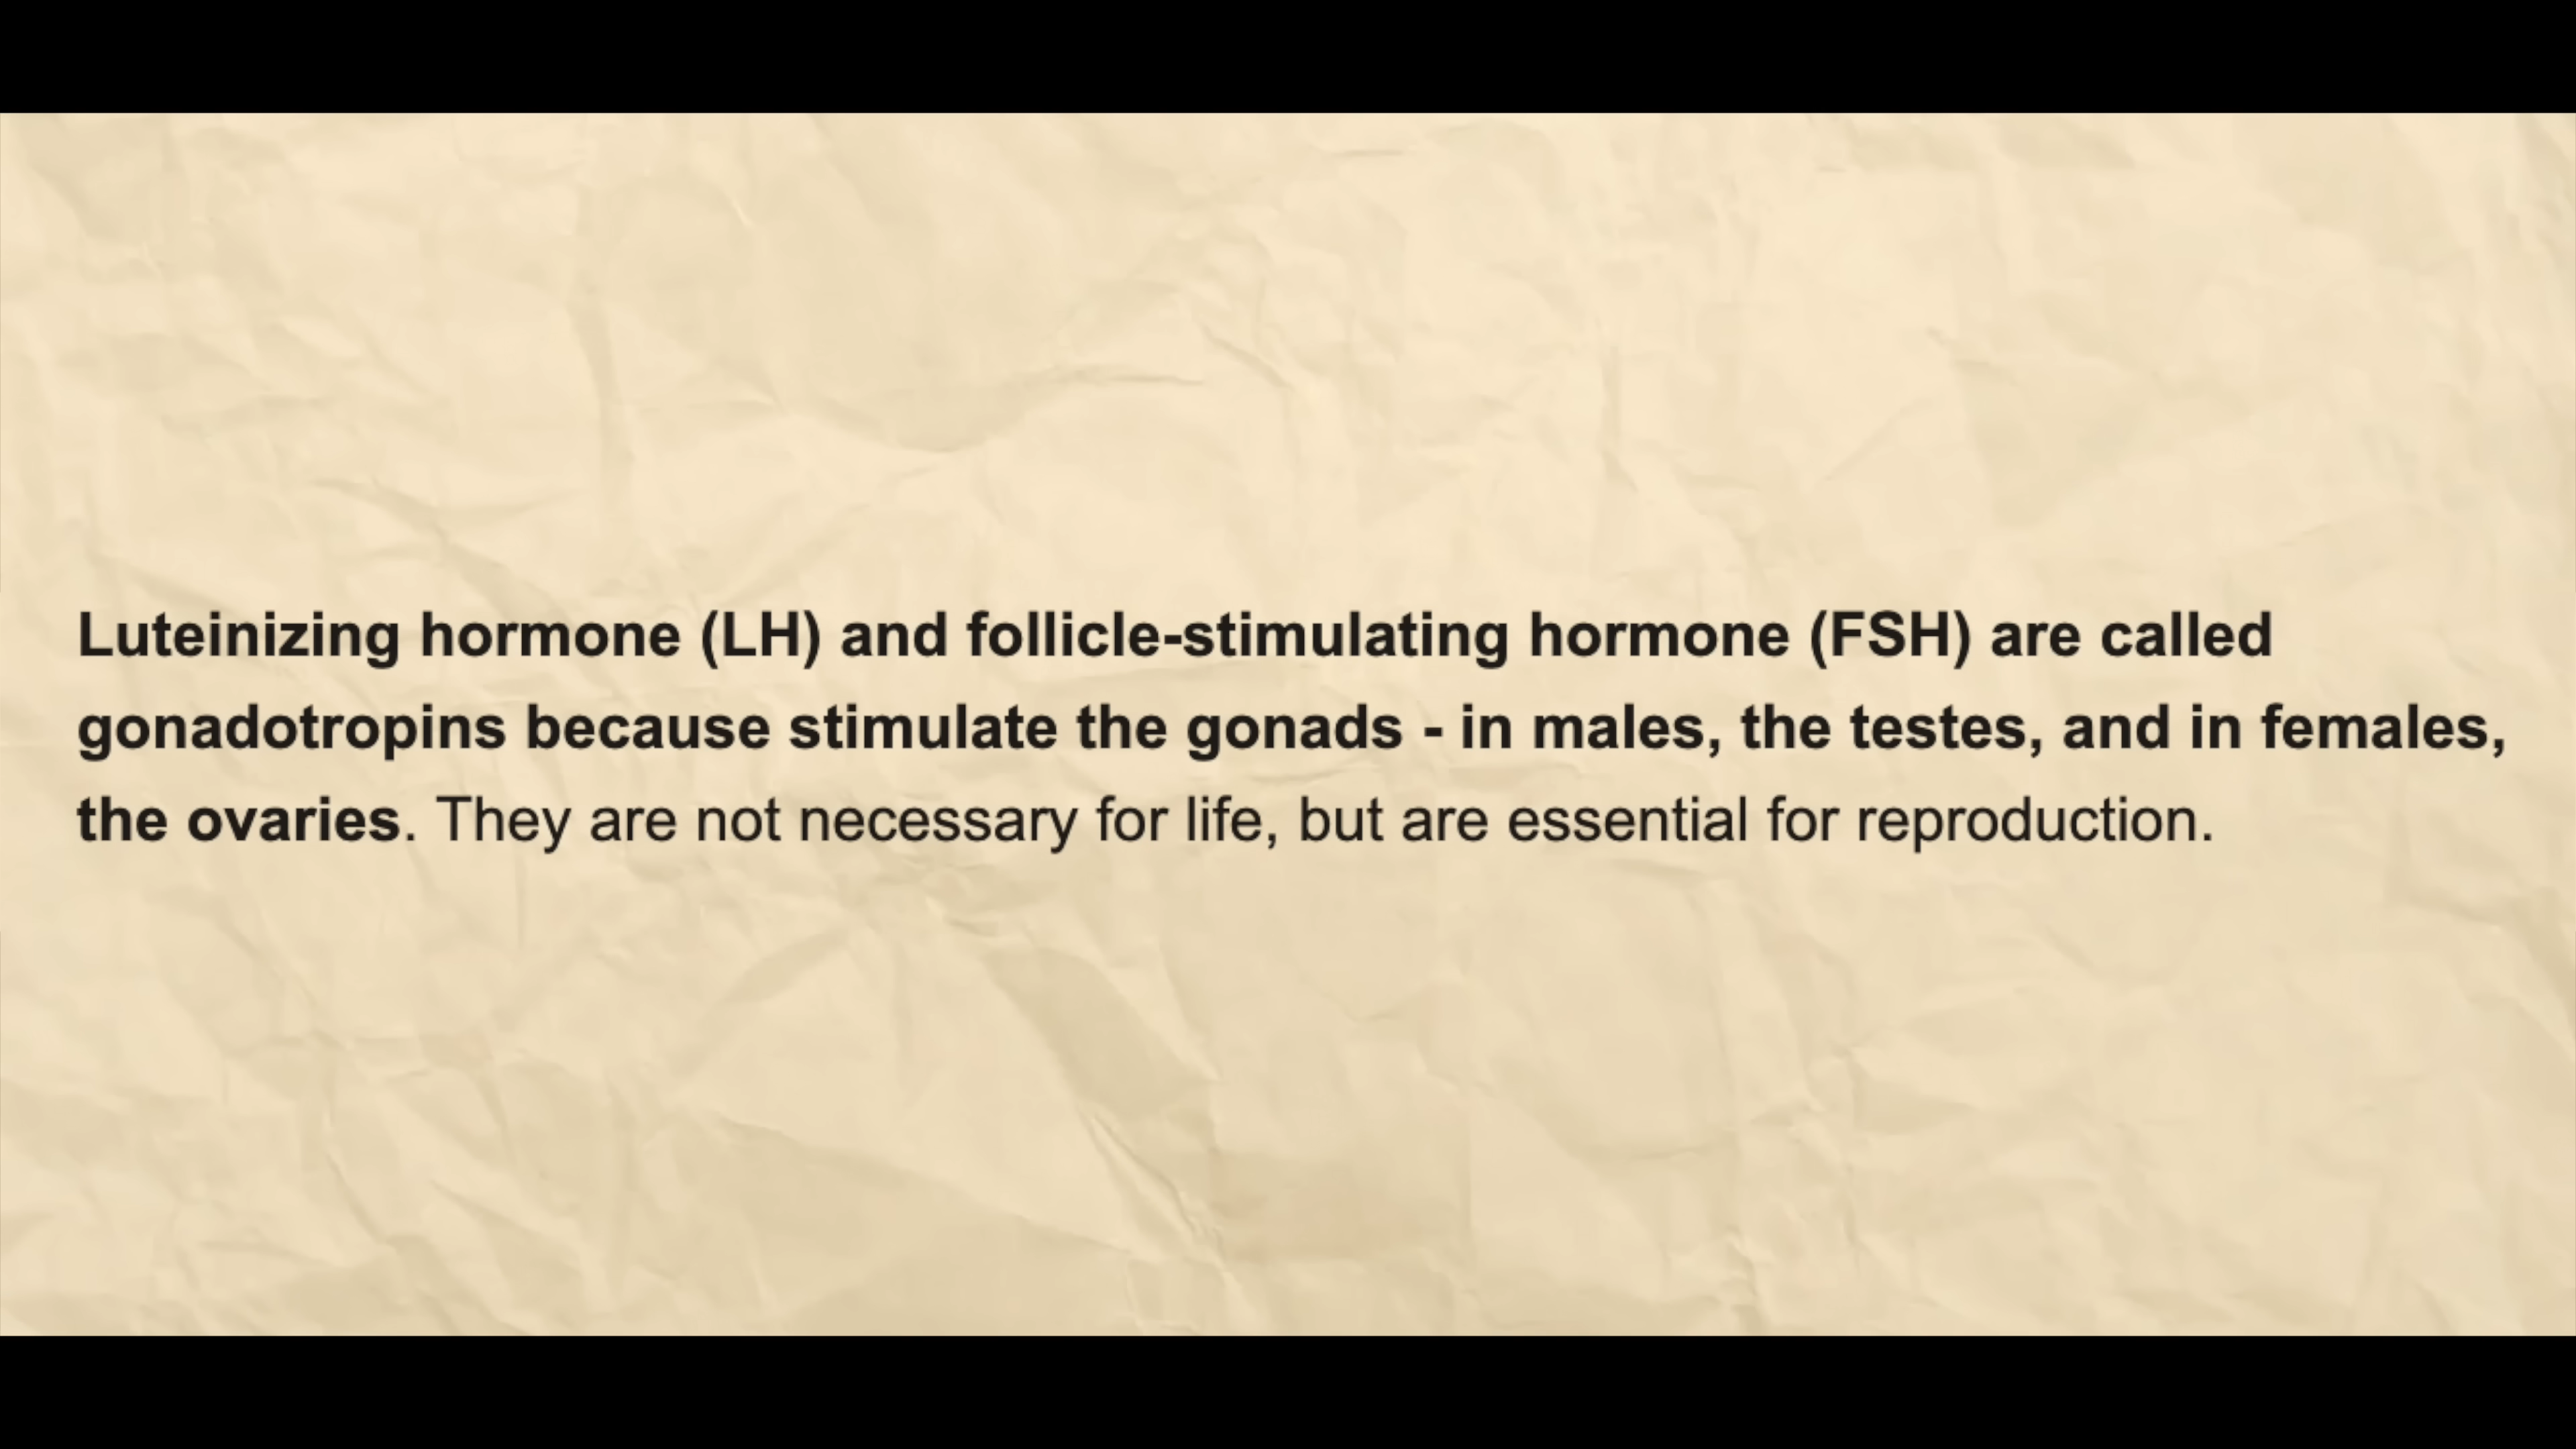 Luteinizing hormone (LH) and follicle-stimulating hormone (FSH) are called
gonadotropins because stimulate the gonads - in males, the testes, and in females,
the ovaries. They are not necessary for life, but are essential for reproduction.